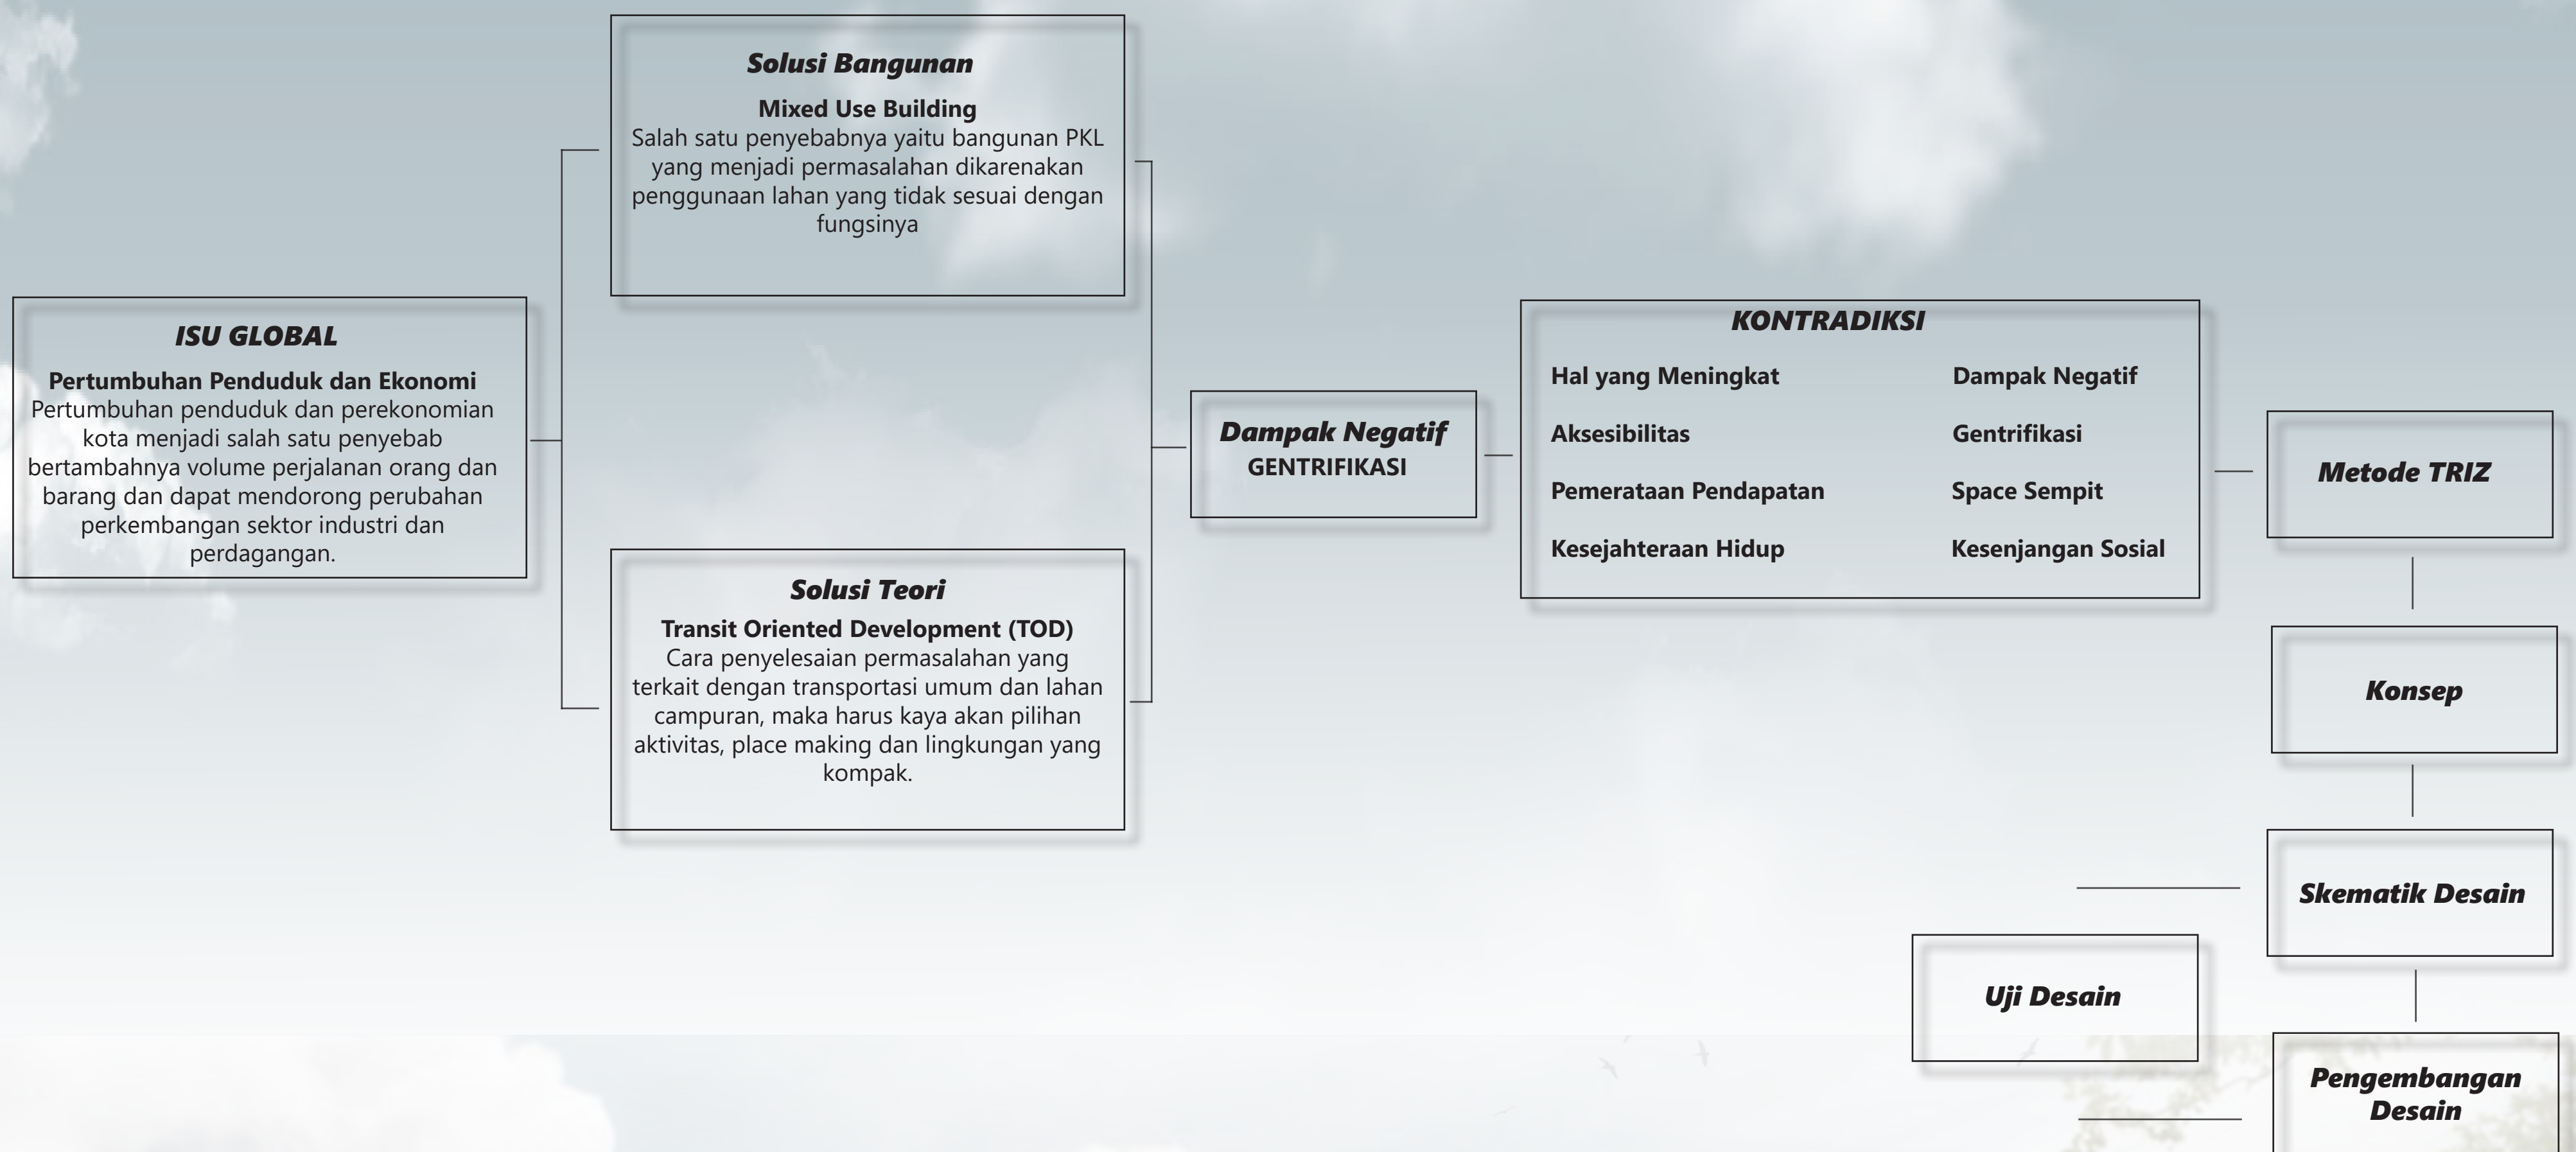 ISU GLOBAL
Pertumbuhan Penduduk dan Ekonomi
Pertumbuhan penduduk dan perekonomian
kota menjadi salah satu penyebab
bertambahnya volume perjalanan orang dan
barang dan dapat mendorong perubahan
perkembangan sektor industri dan
perdagangan.
Solusi Bangunan
Mixed Use Building
Salah satu penyebabnya yaitu bangunan PKL
yang menjadi permasalahan dikarenakan
penggunaan lahan yang tidak sesuai dengan
fungsinya
Solusi Teori
Transit Oriented Development (TOD)
Cara penyelesaian permasalahan yang
terkait dengan transportasi umum dan lahan
campuran, maka harus kaya akan pilihan
aktivitas, place making dan lingkungan yang
kompak.
Dampak Negatif
GENTRIFIKASI
KONTRADIKSI
Hal yang Meningkat Dampak Negatif
Aksesibilitas Gentrifikasi
Pemerataan Pendapatan Space Sempit
Kesejahteraan Hidup Kesenjangan Sosial
Metode TRIZ
Konsep
Skematik Desain
Uji Desain
Pengembangan
Desain